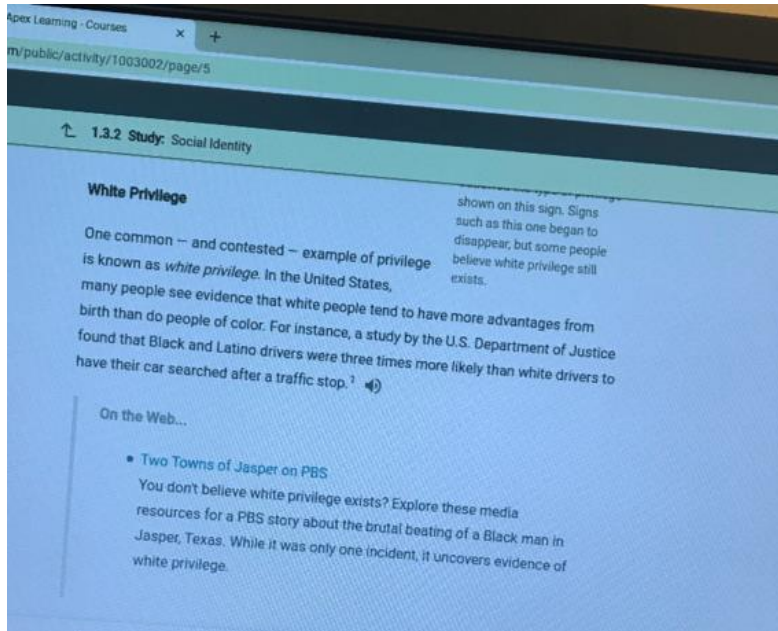 Apex Learning - Courses
m/public/activity/1003002/page/5
1.3.2 Study: Social Identity
White Privilege
One common — and contested — example of privilege
is known as white privilege. In the United States,
many people see evidence that white people tend to have more advantages from
birth than do people of color. For instance, a study by the U.S. Department of Justice
found that Black and Latino drivers were three times more likely than white drivers to
have their car searched after a traffic stop.¹
shown on this sign. Signs
such as this one began to
disappear, but some people
believe white privilege still
exists.
On the Web...
• Two Towns of Jasper on PBS
You don't believe white privilege exists? Explore these media
resources for a PBS story about the brutal beating of a Black man in
Jasper, Texas. While it was only one incident, it uncovers evidence of
white privilege.